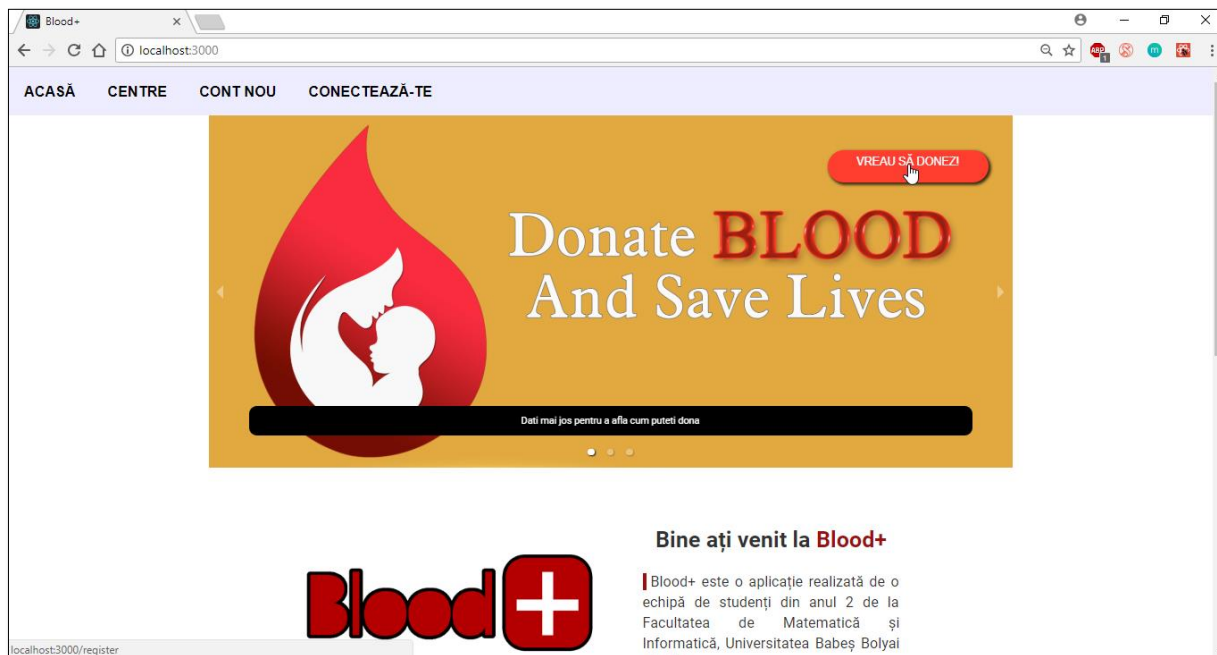 Blood+
localhost:3000
ABP
1
m
ACASĂ CENTRE CONT NOU CONECTEAZĂ-TE
VREAU SĂ DONEZ!
Donate BLOOD
And Save Lives
Dati mai jos pentru a afla cum puteti dona
Bine ați venit la Blood+
Blood+
Blood+ este o aplicație realizată de o
echipă de studenți din anul 2 de la
Facultatea de Matematică și
Informatică, Universitatea Babeș Bolyai
localhost:3000/register